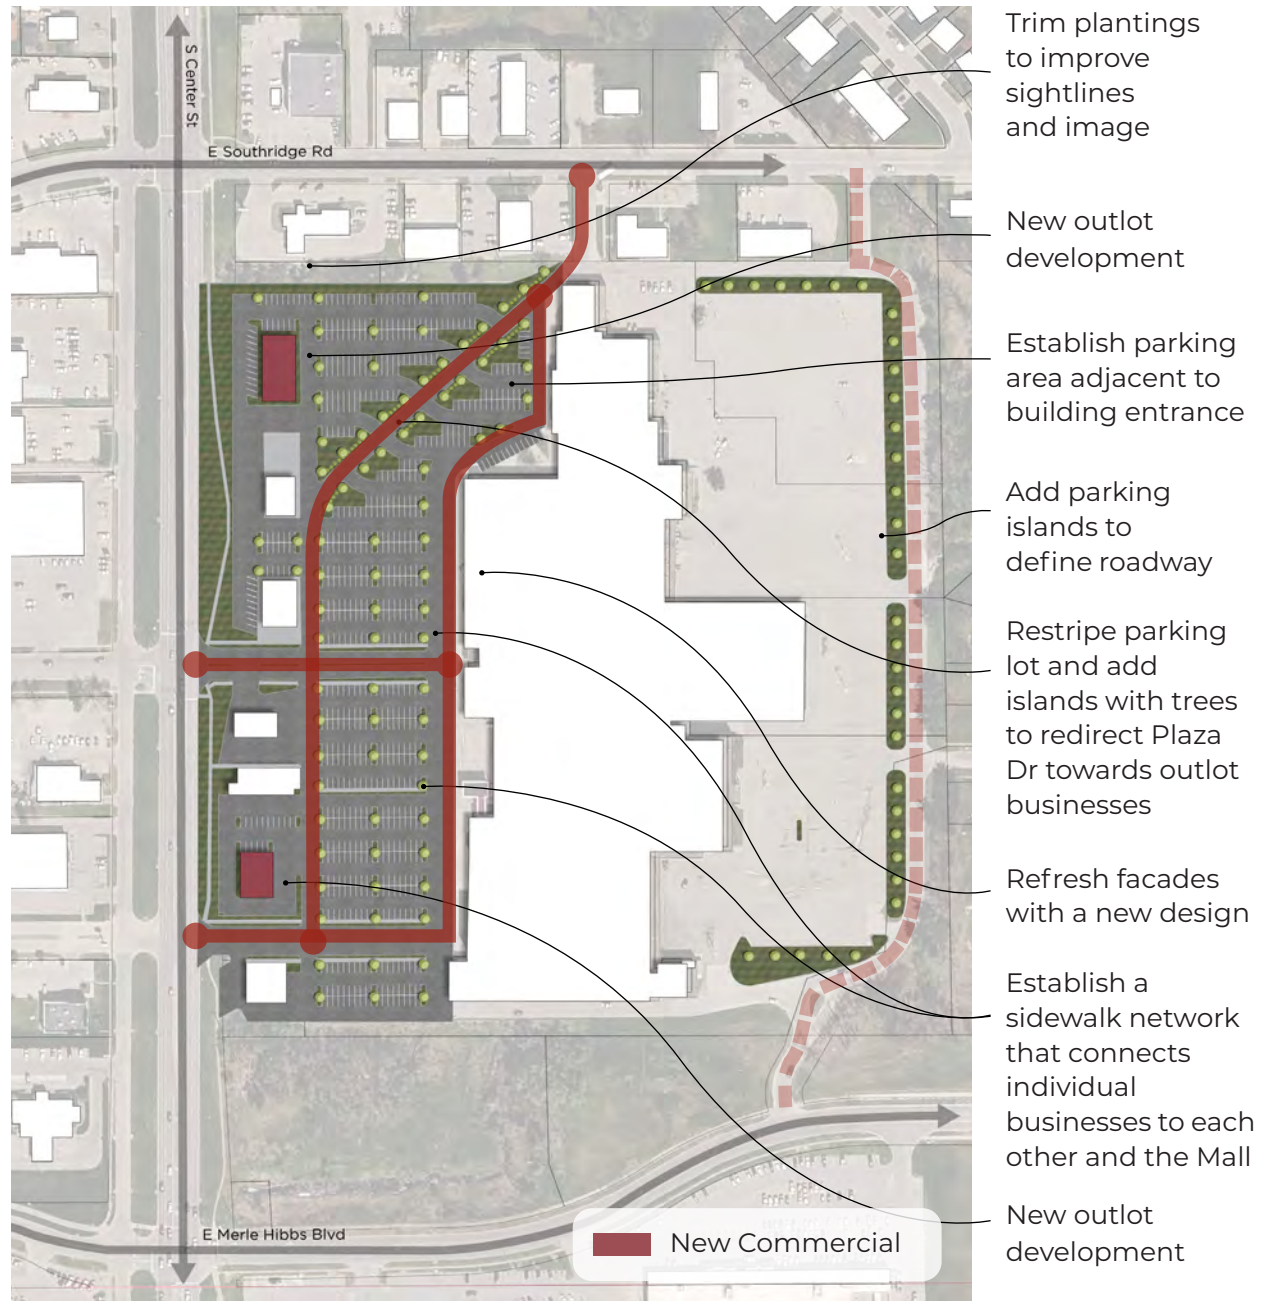 Trim plantings
to improve
sightlines
and image
S Center St
E Southridge Rd
New outlot
development
Establish parking
area adjacent to
building entrance
Add parking
islands to
define roadway
Restripe parking
lot and add
islands with trees
to redirect Plaza
Dr towards outlot
businesses
Refresh facades
with a new design
Establish a
sidewalk network
that connects
individual
businesses to each
other and the Mall
New outlot
development
E Merle Hibbs Blvd
New Commercial